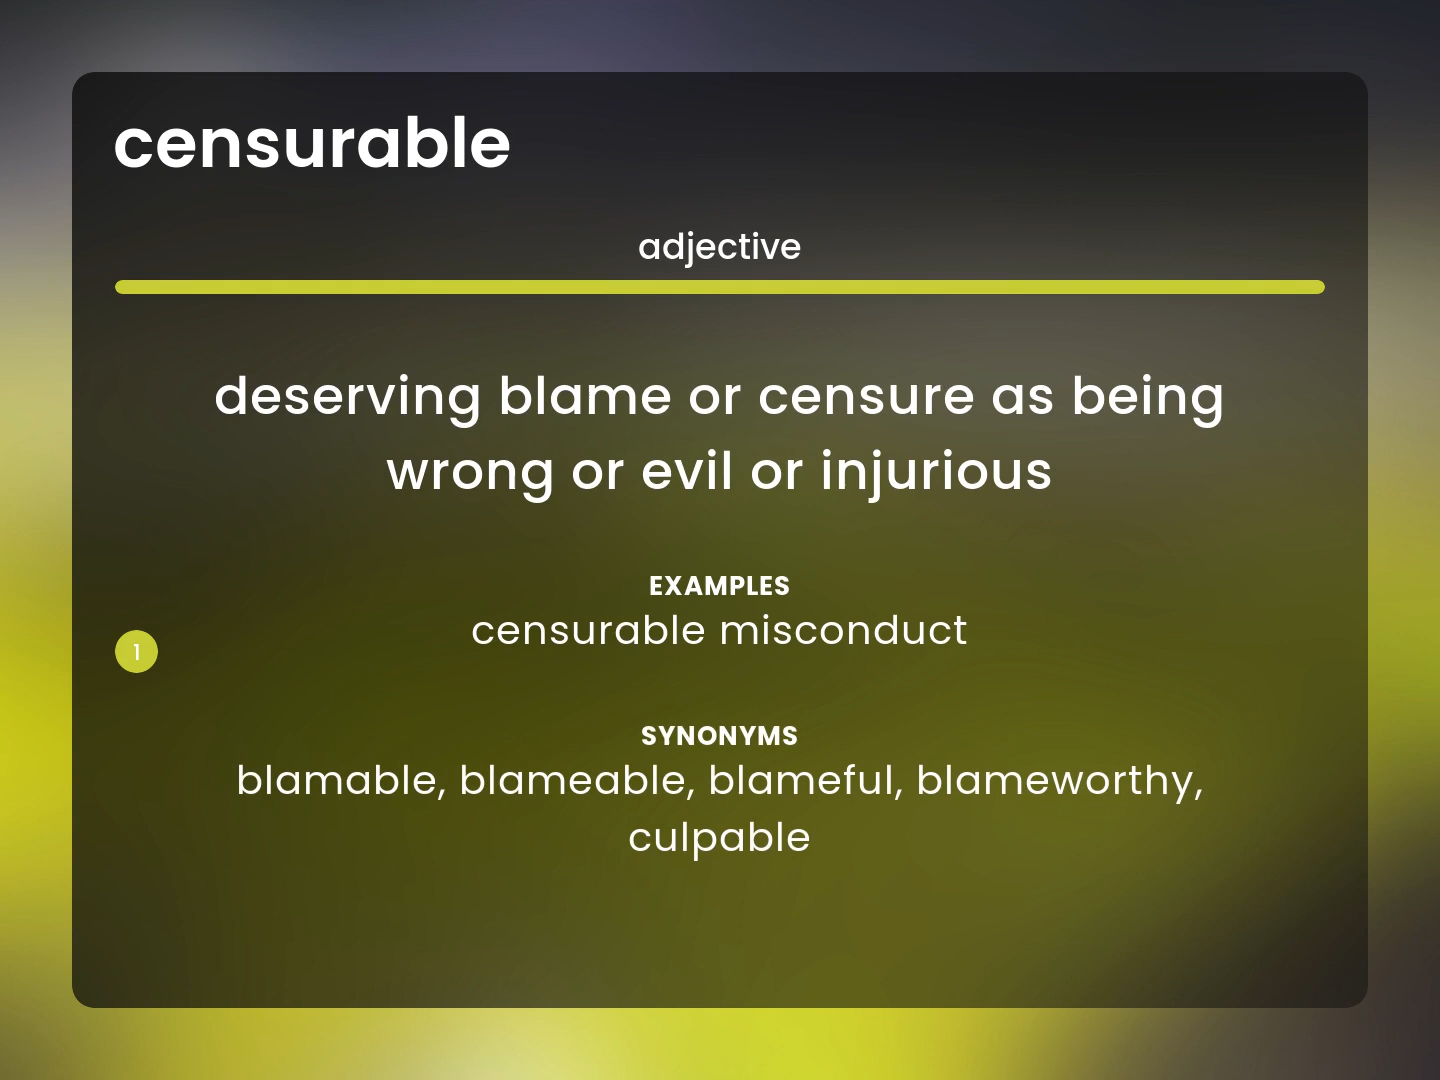 censurable
adjective
deserving blame or censure as being
wrong or evil or injurious
EXAMPLES
censurable misconduct
1
SYNONYMS
blamable, blameable, blameful, blameworthy,
culpable